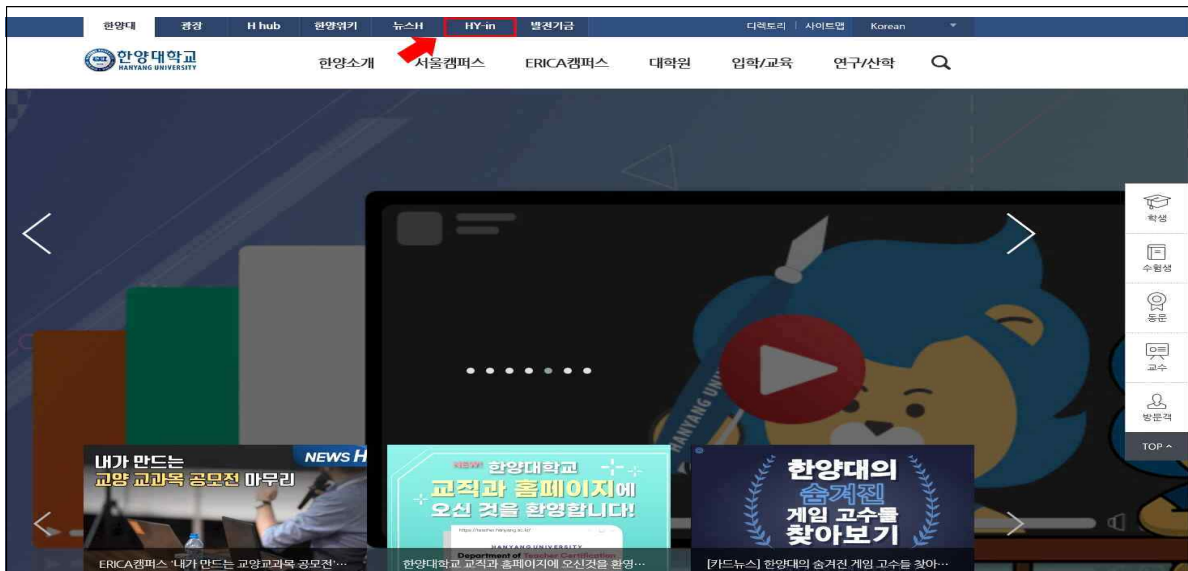 한양대 광장 H hub 한양위키 뉴스H HY-in 발전기금 디렉토리 사이트맵 Korean
한양대학교
HANYANG UNIVERSITY
한양소개 서울캠퍼스 ERICA캠퍼스 대학원 입학/교육 연구/산학
학생
수험생
동문
교수
방문객
TOP
HANYANG UNIV
내가 만드는
교양 교과목 공모전 마무리
NEWS H
ERICA캠퍼스 '내가 만드는 교양교과목 공모전'…
NEW! 한양대학교
교직과 홈페이지에
오신 것을 환영합니다!
https://teacher.hanyang.ac.kr/
HANYANG UNIVERSITY
Department of Teacher Certification
한양대학교 교직과 홈페이지에 오신것을 환영…
한양대의
숨겨진
게임 고수들
찾아보기
[카드뉴스] 한양대의 숨겨진 게임 고수들 찾아…